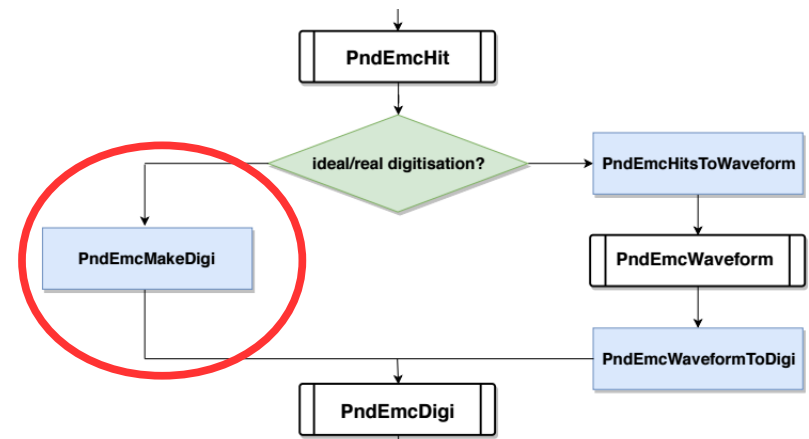 PndEmcHit
ideal/real digitisation?
PndEmcHitsToWaveform
PndEmcMakeDigi
PndEmcWaveform
PndEmcWaveformToDigi
PndEmcDigi